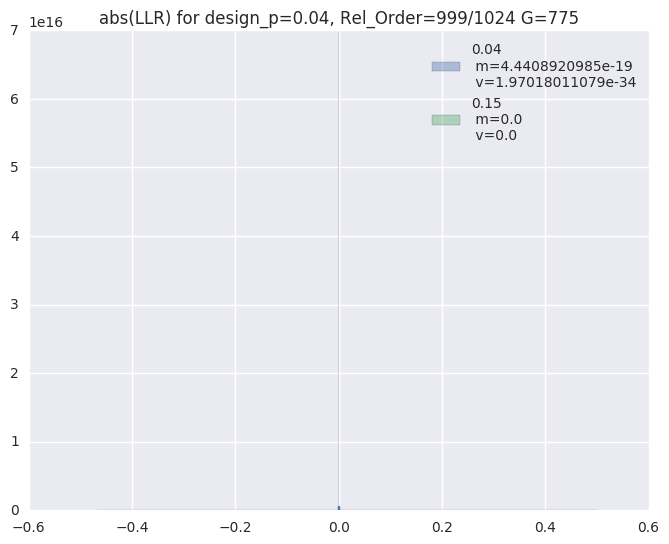 abs(LLR) for design_p=0.04, Rel_Order=999/1024 G=775
1e16
7
6
5
4
3
2
1
0
0.04
m=4.4408920985e-19
v=1.97018011079e-34
0.15
m=0.0
v=0.0
−0.6 −0.4 −0.2 0.0 0.2 0.4 0.6